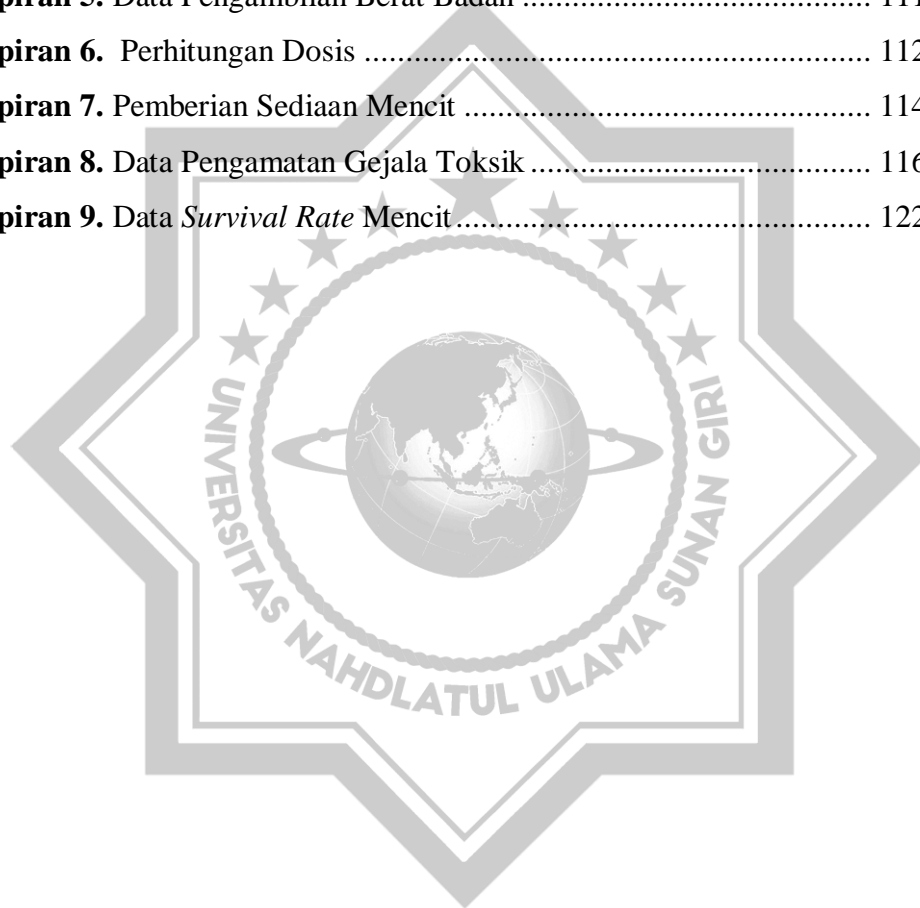 piran 5. Data Pengambilan Berat Badan ............................................. 111
piran 6. Perhitungan Dosis ................................................................. 112
piran 7. Pemberian Sediaan Mencit .................................................... 114
piran 8. Data Pengamatan Gejala Toksik ............................................ 116
piran 9. Data Survival Rate Mencit ..................................................... 122
UNIVERSITAS NAHDLATUL ULAMA SUNAN GIRI